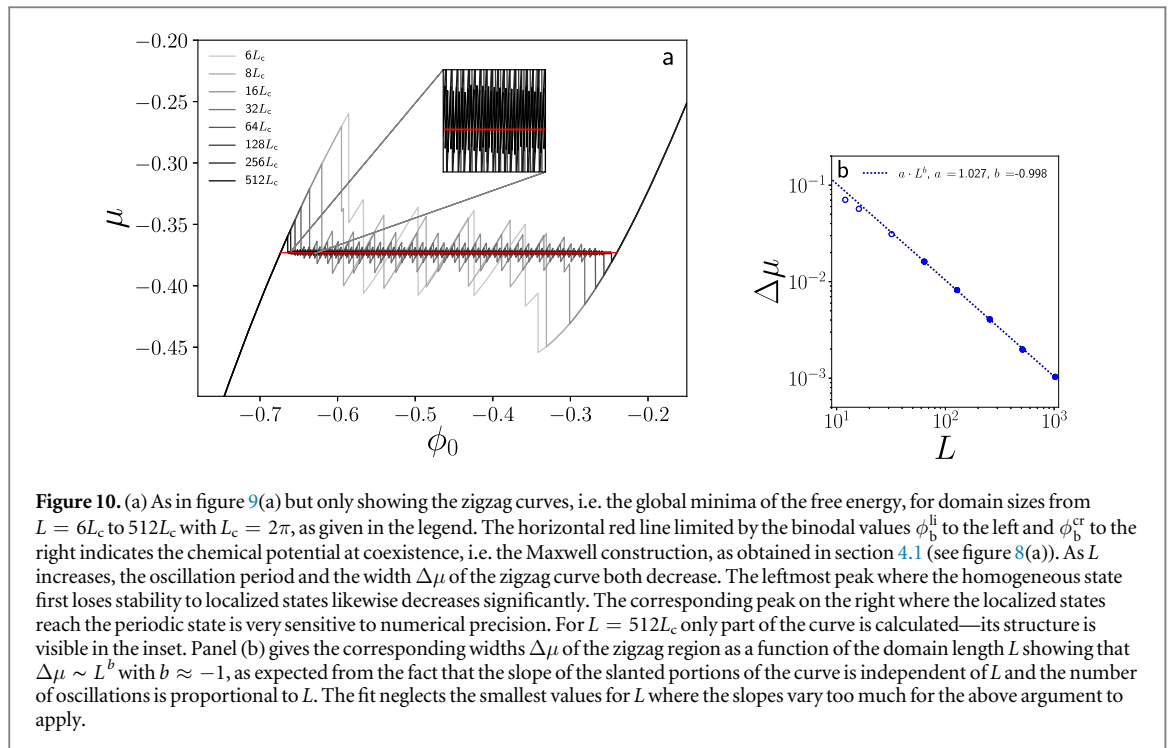 −0.20
−0.25
−0.30
−0.35
−0.40
−0.45
μ
6Lc
8Lc
16Lc
32Lc
64Lc
128Lc
256Lc
512Lc
a
−0.7
−0.6
−0.5
−0.4
−0.3
−0.2
ϕ0
b
a · L^b, a =1.027, b =-0.998
10^−1
10^−2
10^−3
Δμ
10^1
10^2
10^3
L
Figure 10. (a) As in figure 9(a) but only showing the zigzag curves, i.e. the global minima of the free energy, for domain sizes from
L = 6Lc to 512Lc with Lc = 2π, as given in the legend. The horizontal red line limited by the binodal values ϕ_b^li to the left and ϕ_b^cr to the
right indicates the chemical potential at coexistence, i.e. the Maxwell construction, as obtained in section 4.1 (see figure 8(a)). As L
increases, the oscillation period and the width Δμ of the zigzag curve both decrease. The leftmost peak where the homogeneous state
first loses stability to localized states likewise decreases significantly. The corresponding peak on the right where the localized states
reach the periodic state is very sensitive to numerical precision. For L = 512Lc only part of the curve is calculated—its structure is
visible in the inset. Panel (b) gives the corresponding widths Δμ of the zigzag region as a function of the domain length L showing that
Δμ ~ L^b with b ≈ −1, as expected from the fact that the slope of the slanted portions of the curve is independent of L and the number
of oscillations is proportional to L. The fit neglects the smallest values for L where the slopes vary too much for the above argument to
apply.